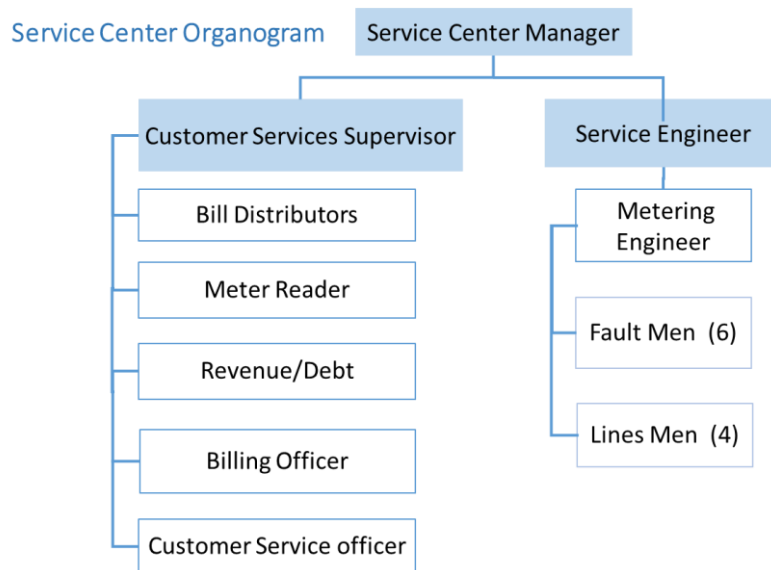 Service Center Organogram
Service Center Manager
Customer Services Supervisor
Bill Distributors
Meter Reader
Revenue/Debt
Billing Officer
Customer Service officer
Service Engineer
Metering
Engineer
Fault Men (6)
Lines Men (4)